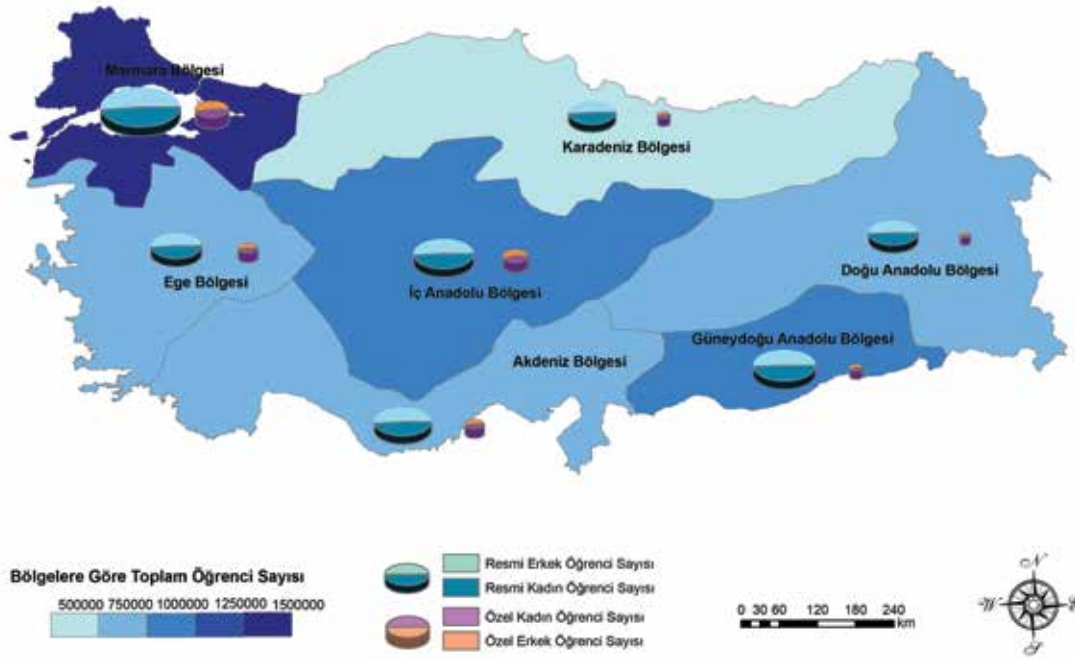 Marmara Bölgesi
Karadeniz Bölgesi
Ege Bölgesi
İç Anadolu Bölgesi
Doğu Anadolu Bölgesi
Güneydoğu Anadolu Bölgesi
Akdeniz Bölgesi
Bölgelere Göre Toplam Öğrenci Sayısı
500000 750000 1000000 1250000 1500000
Resmi Erkek Öğrenci Sayısı
Resmi Kadın Öğrenci Sayısı
Özel Kadın Öğrenci Sayısı
Özel Erkek Öğrenci Sayısı
0 30 60 120 180 240
km
N
W E
S